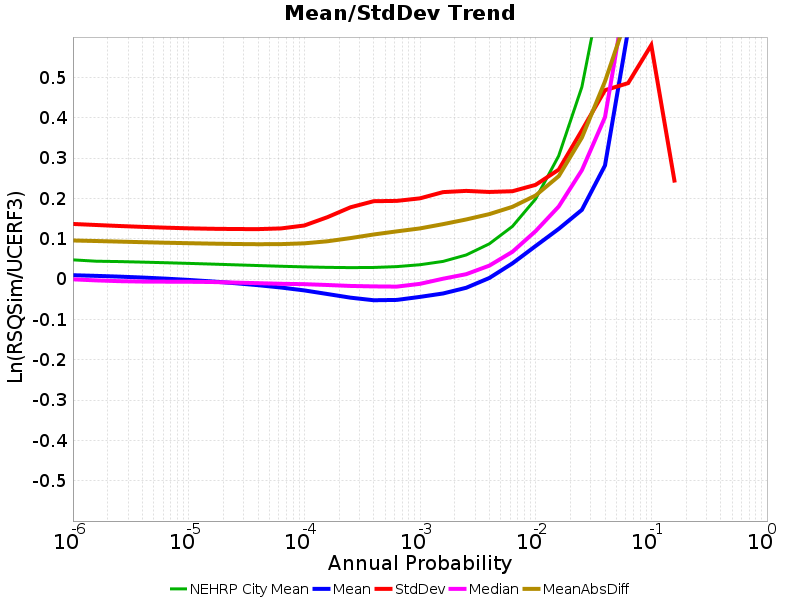 Mean/StdDev Trend
Ln(RSQSim/UCERF3)
0.5
0.4
0.3
0.2
0.1
0
-0.1
-0.2
-0.3
-0.4
-0.5
10^-6 10^-5 10^-4 10^-3 10^-2 10^-1 10^0
Annual Probability
NEHRP City Mean Mean StdDev Median MeanAbsDiff